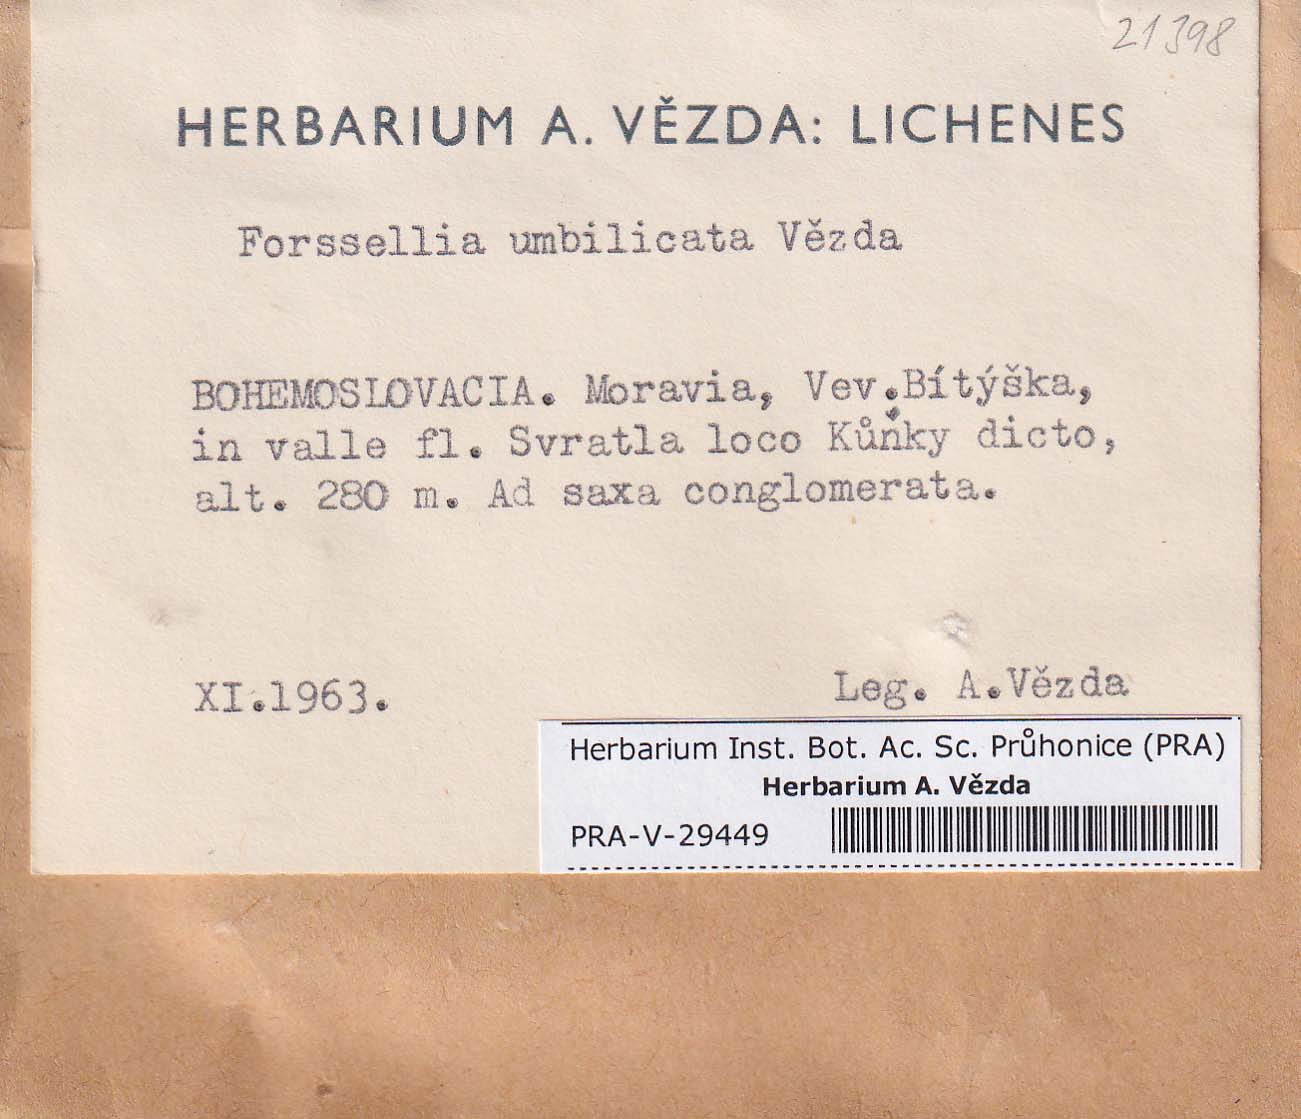 21398
HERBARIUM A. VĚZDA: LICHENES
Forssellia umbilicata Vězda
BOHEMOSLOVACIA. Moravia, Vev.Bítýška,
in valle fl. Svratla loco Kůňky dicto,
alt. 280 m. Ad saxa conglomerata.
XI.1963.
Leg. A.Vězda
Herbarium Inst. Bot. Ac. Sc. Průhonice (PRA)
Herbarium A. Vězda
PRA-V-29449